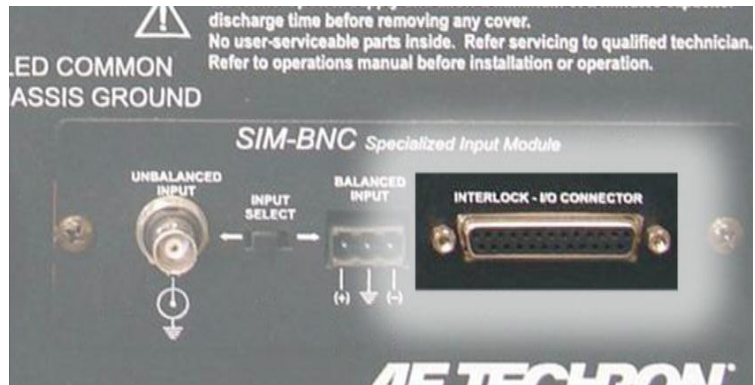 discharge time before removing any cover.
No user-serviceable parts inside. Refer servicing to qualified technician.
Refer to operations manual before installation or operation.
LED COMMON
ASSIS GROUND
SIM-BNC Specialized Input Module
UNBALANCED
INPUT
INPUT
SELECT
BALANCED
INPUT
INTERLOCK - I/O CONNECTOR
(+) (-)
AE TECHRON